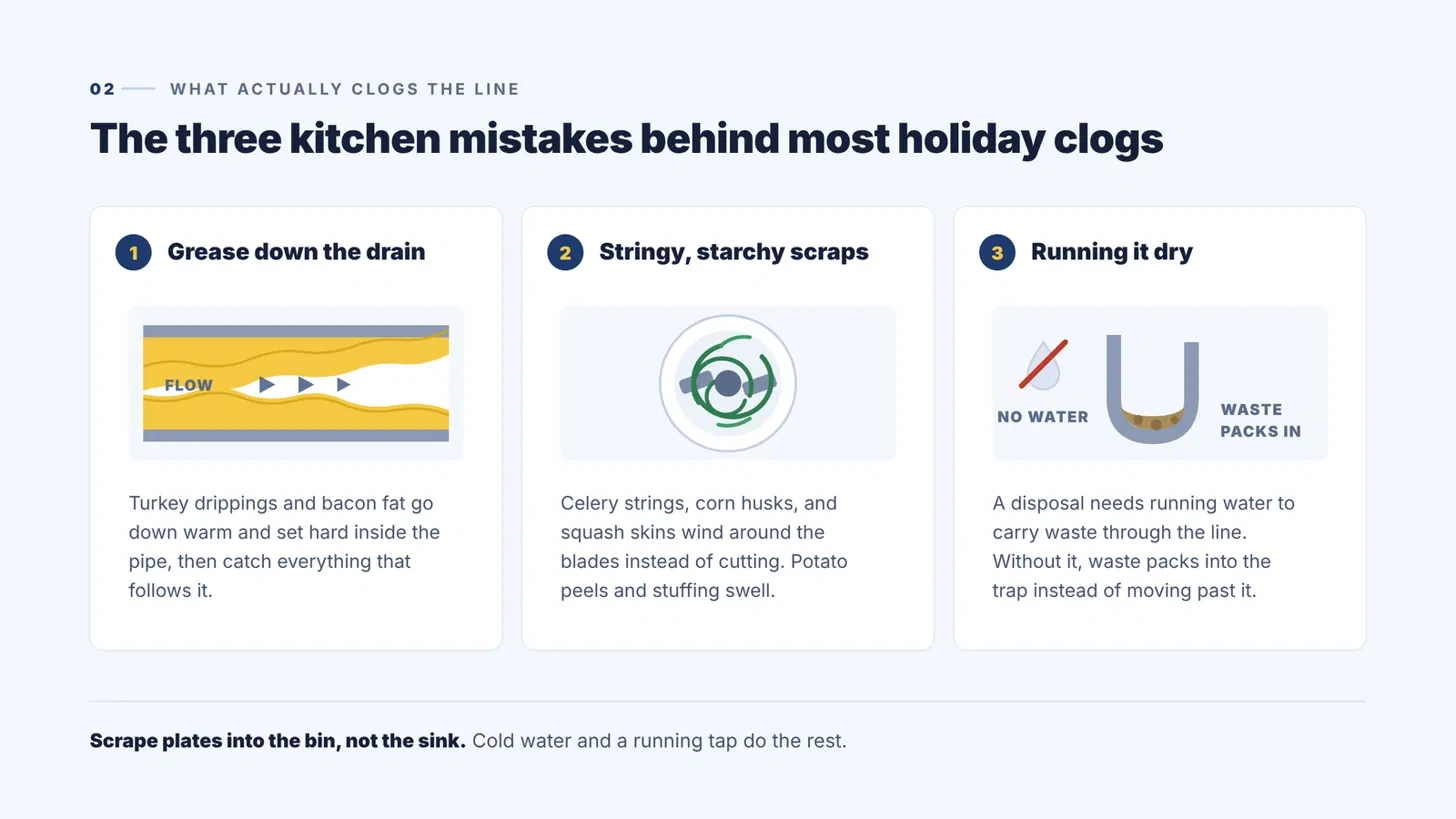 02 WHAT ACTUALLY CLOGS THE LINE
The three kitchen mistakes behind most holiday clogs
1 Grease down the drain
FLOW
Turkey drippings and bacon fat go
down warm and set hard inside the
pipe, then catch everything that
follows it.
2 Stringy, starchy scraps
Celery strings, corn husks, and
squash skins wind around the
blades instead of cutting. Potato
peels and stuffing swell.
3 Running it dry
NO WATER
WASTE
PACKS IN
A disposal needs running water to
carry waste through the line.
Without it, waste packs into the
trap instead of moving past it.
Scrape plates into the bin, not the sink. Cold water and a running tap do the rest.